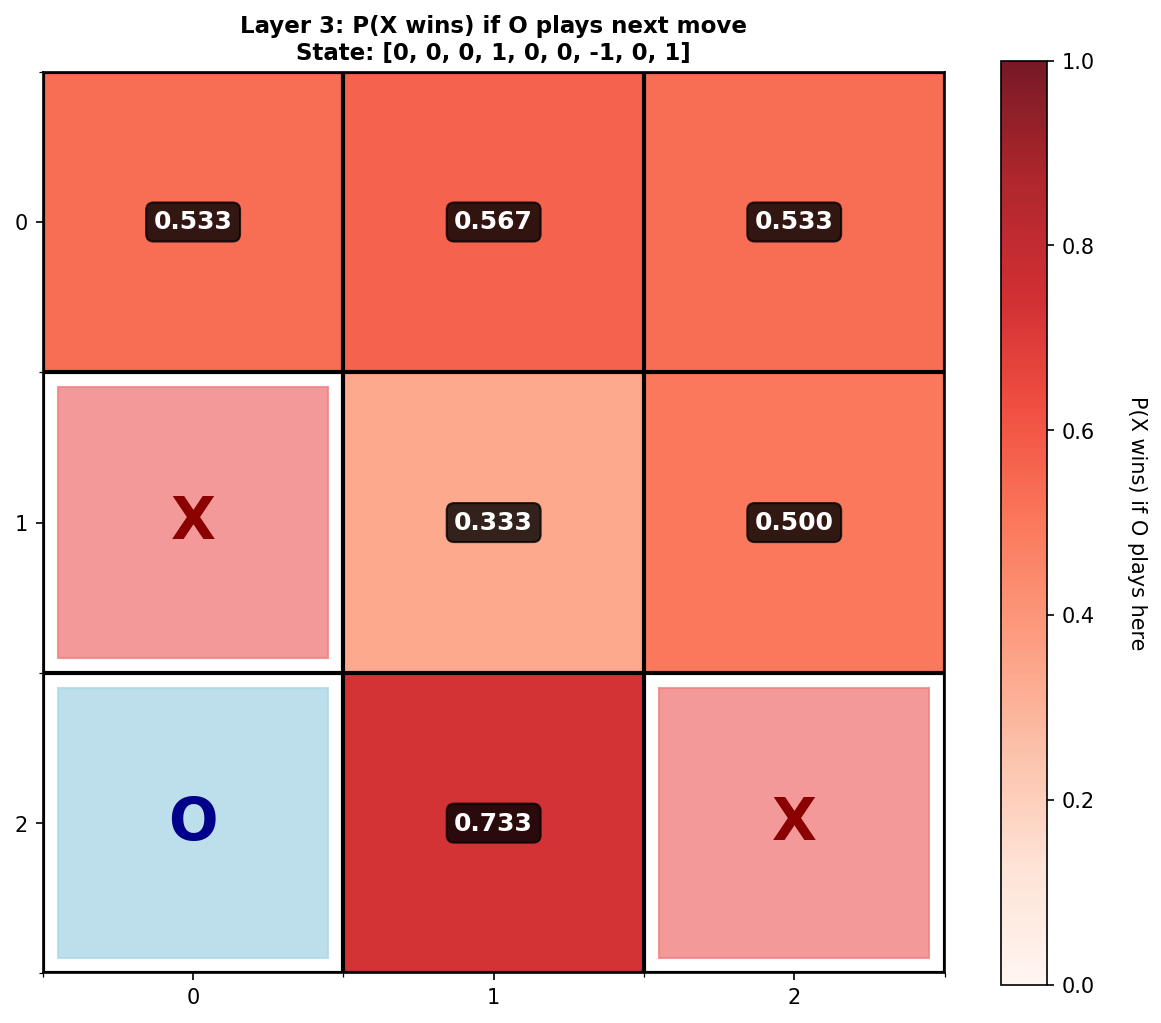 Layer 3: P(X wins) if O plays next move
State: [0, 0, 0, 1, 0, 0, -1, 0, 1]
0.533 0.567 0.533
X 0.333 0.500
O 0.733 X
0
1
2
0 1 2
1.0
0.8
0.6
0.4
0.2
0.0
P(X wins) if O plays here